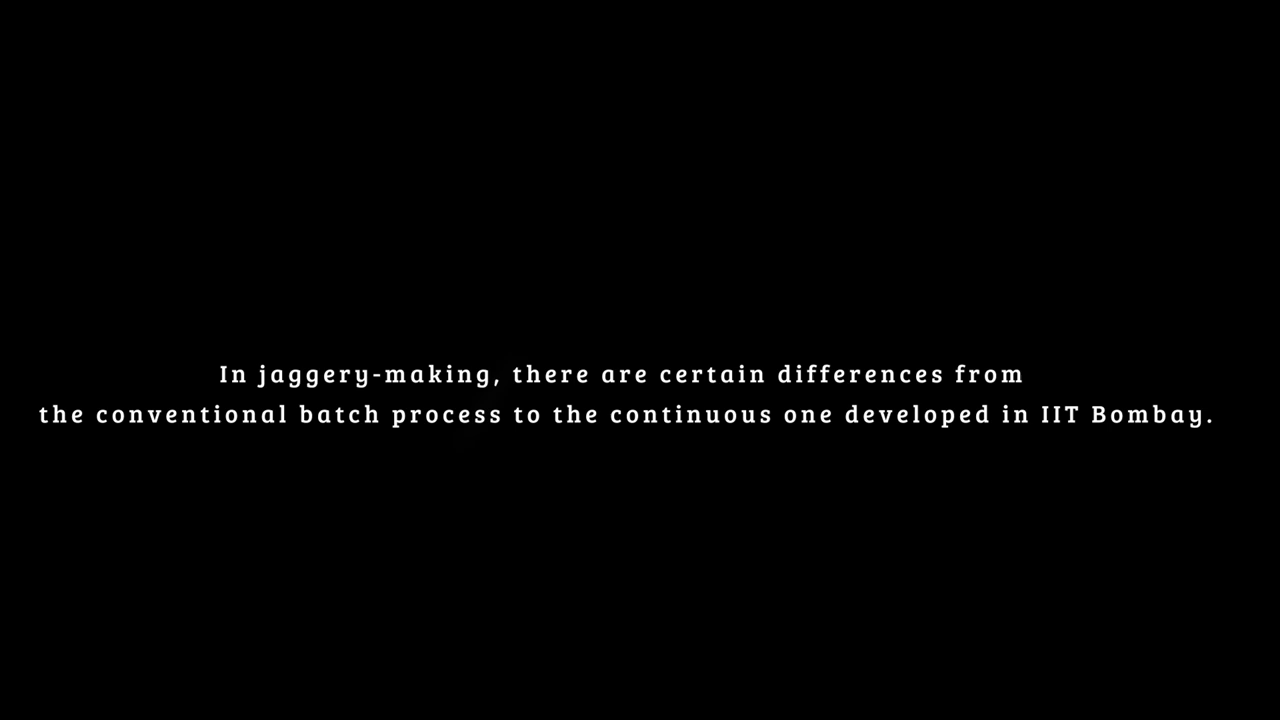 In jaggery-making, there are certain differences from
the conventional batch process to the continuous one developed in IIT Bombay.